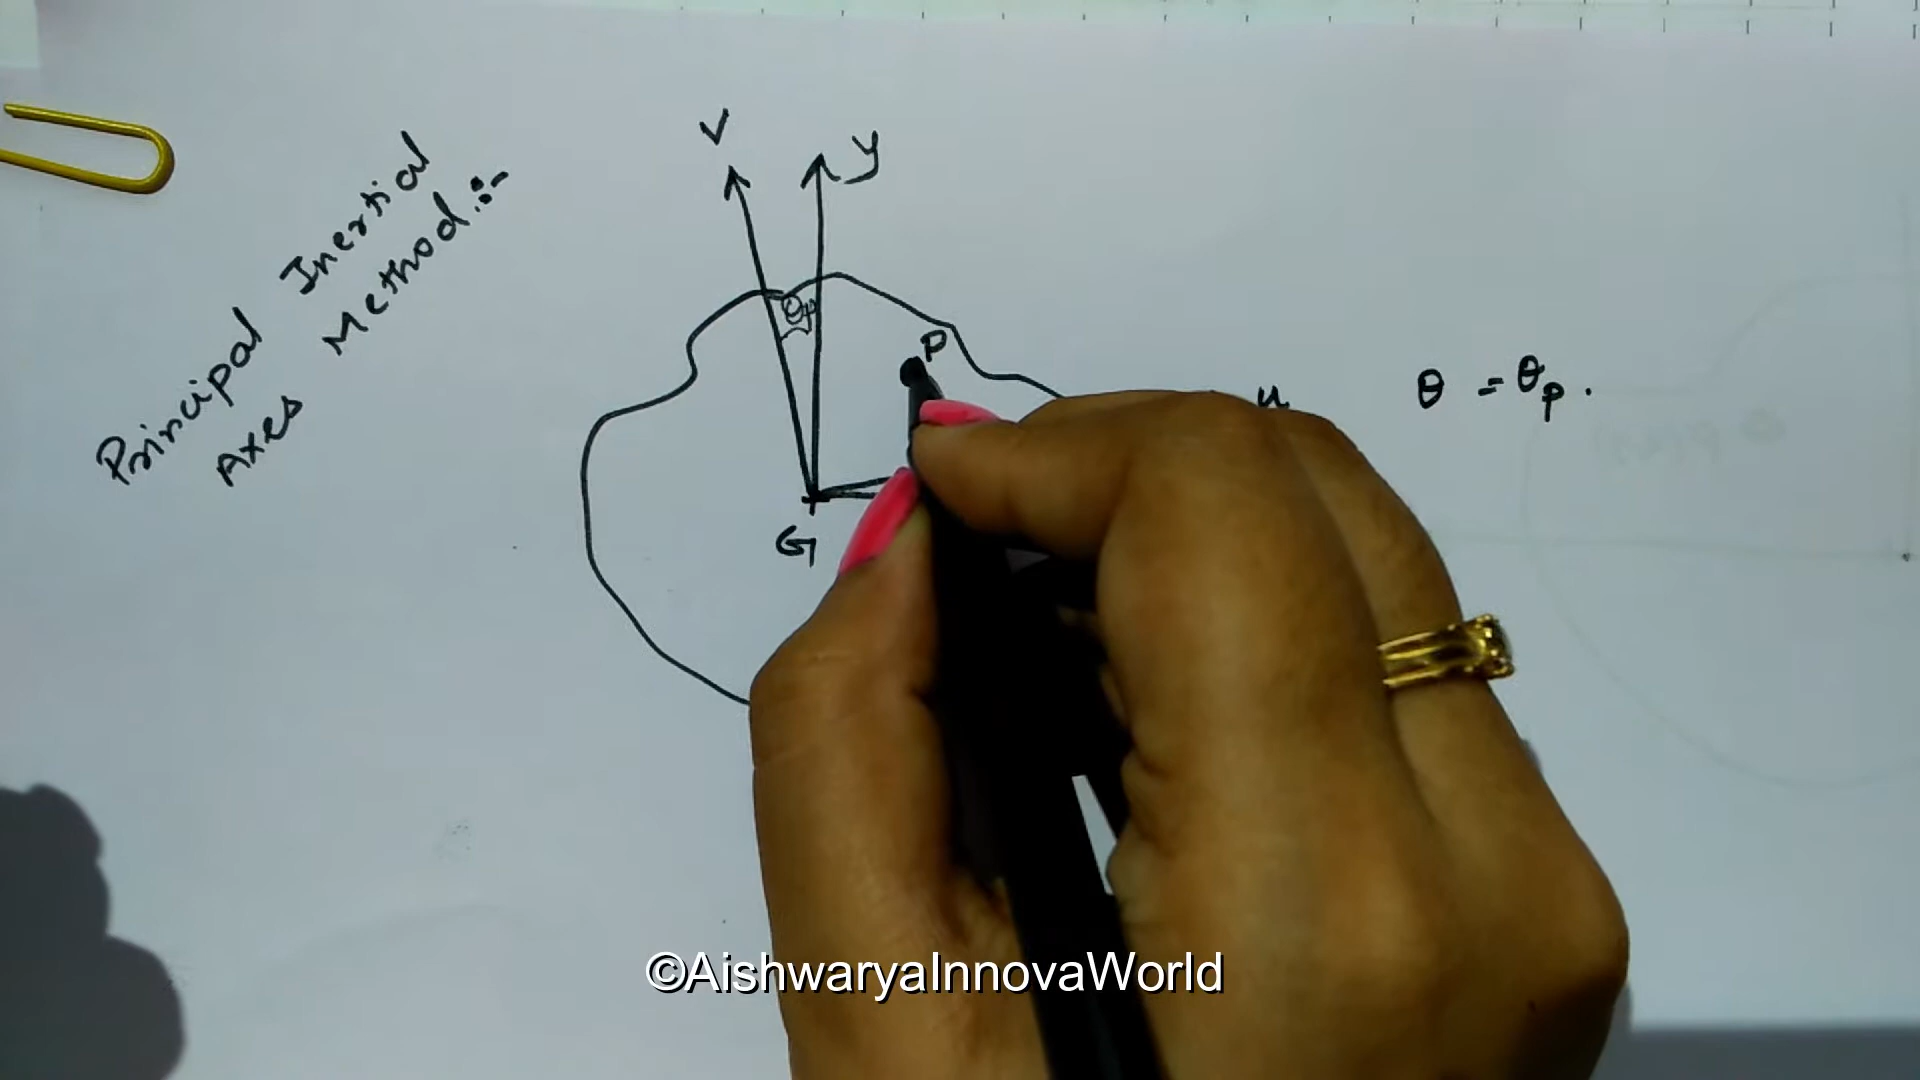 Principal Inertial
Axes Method :-
V
y
θp
P
u
θ = θp.
G
©AishwaryaInnovaWorld